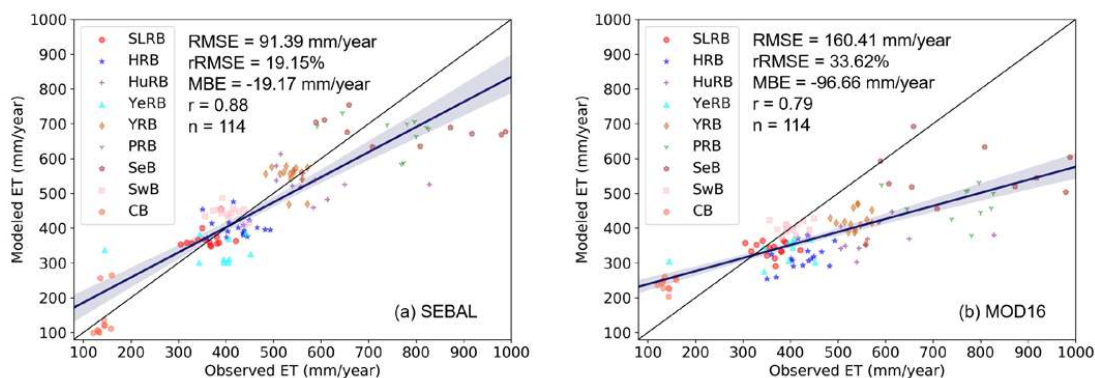 1000
900
800
700
600
500
400
300
200
100
Modeled ET (mm/year)
SLRB
HRB
HuRB
YeRB
YRB
PRB
SeB
SwB
CB
RMSE = 91.39 mm/year
rRMSE = 19.15%
MBE = -19.17 mm/year
r = 0.88
n = 114
(a) SEBAL
100 200 300 400 500 600 700 800 900 1000
Observed ET (mm/year)
1000
900
800
700
600
500
400
300
200
100
Modeled ET (mm/year)
SLRB
HRB
HuRB
YeRB
YRB
PRB
SeB
SwB
CB
RMSE = 160.41 mm/year
rRMSE = 33.62%
MBE = -96.66 mm/year
r = 0.79
n = 114
(b) MOD16
100 200 300 400 500 600 700 800 900 1000
Observed ET (mm/year)